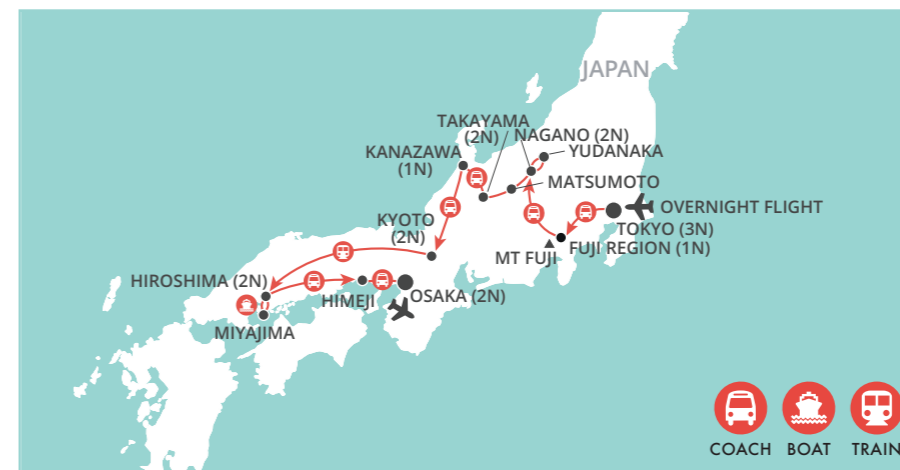 JAPAN
TAKAYAMA
(2N)
NAGANO (2N)
YUDANAKA
KANAZAWA
(1N)
MATSUMOTO
OVERNIGHT FLIGHT
TOKYO (3N)
KYOTO
(2N)
FUJI REGION (1N)
MT FUJI
HIROSHIMA (2N)
HIMEJI
OSAKA (2N)
MIYAJIMA
COACH
BOAT
TRAIN